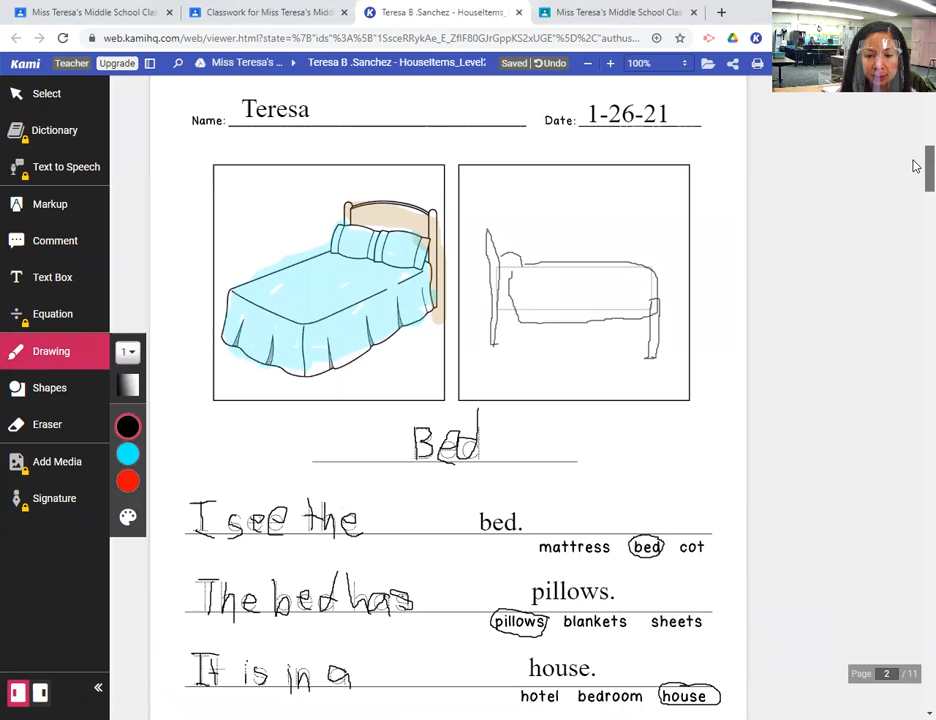 Miss Teresa's Middle School Clas
Classwork for Miss Teresa's Midd
Teresa B .Sanchez - HouseItems_
Miss Teresa's Middle School Clas
web.kamihq.com/web/viewer.html?state=%7B"ids"%3A%5B"1SsceRRykAe_E_ZfIF80GJrGppKS2xUGE"%5D%2C"action
Kami Teacher Upgrade Miss Teresa's ... Teresa B .Sanchez - HouseItems_Level Saved Undo 100%
Select
Dictionary
Text to Speech
Markup
Comment
Text Box
Equation
Drawing
1
Shapes
Eraser
Add Media
Signature
Name: Teresa Date: 1-26-21
Bed
I see the bed.
mattress bed cot
The bed has pillows.
pillows blankets sheets
It is in a house.
hotel bedroom house
Page 2 / 11